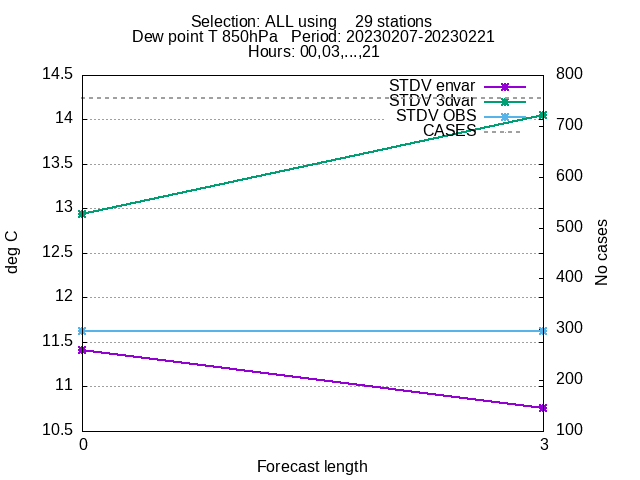 Selection: ALL using    29 stations
Dew point T 850hPa   Period: 20230207-20230221
Hours: 00,03,...,21
14.5
14
13.5
13
12.5
12
11.5
11
10.5
800
700
600
500
400
300
200
100
STDV envar
STDV 3dvar
STDV OBS
CASES
deg C
No cases
0
3
Forecast length